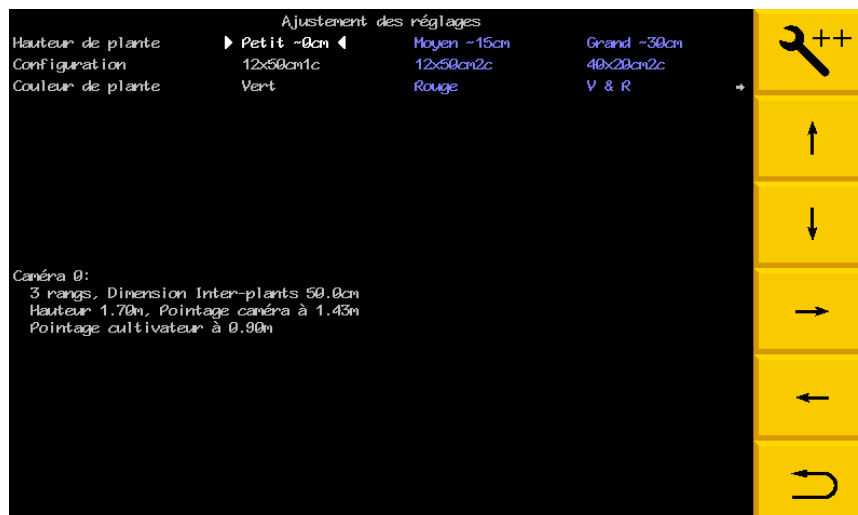 Ajustement des réglages
Hauteur de plante Petit ~0cm Moyen ~15cm Grand ~30cm
Configuration 12x50cm1c 12x50cm2c 40x20cm2c
Couleur de plante Vert Rouge V & R
++
Caméra 0:
3 rangs, Dimension Inter-plants 50.0cm
Hauteur 1.70m, Pointage caméra à 1.43m
Pointage cultivateur à 0.90m